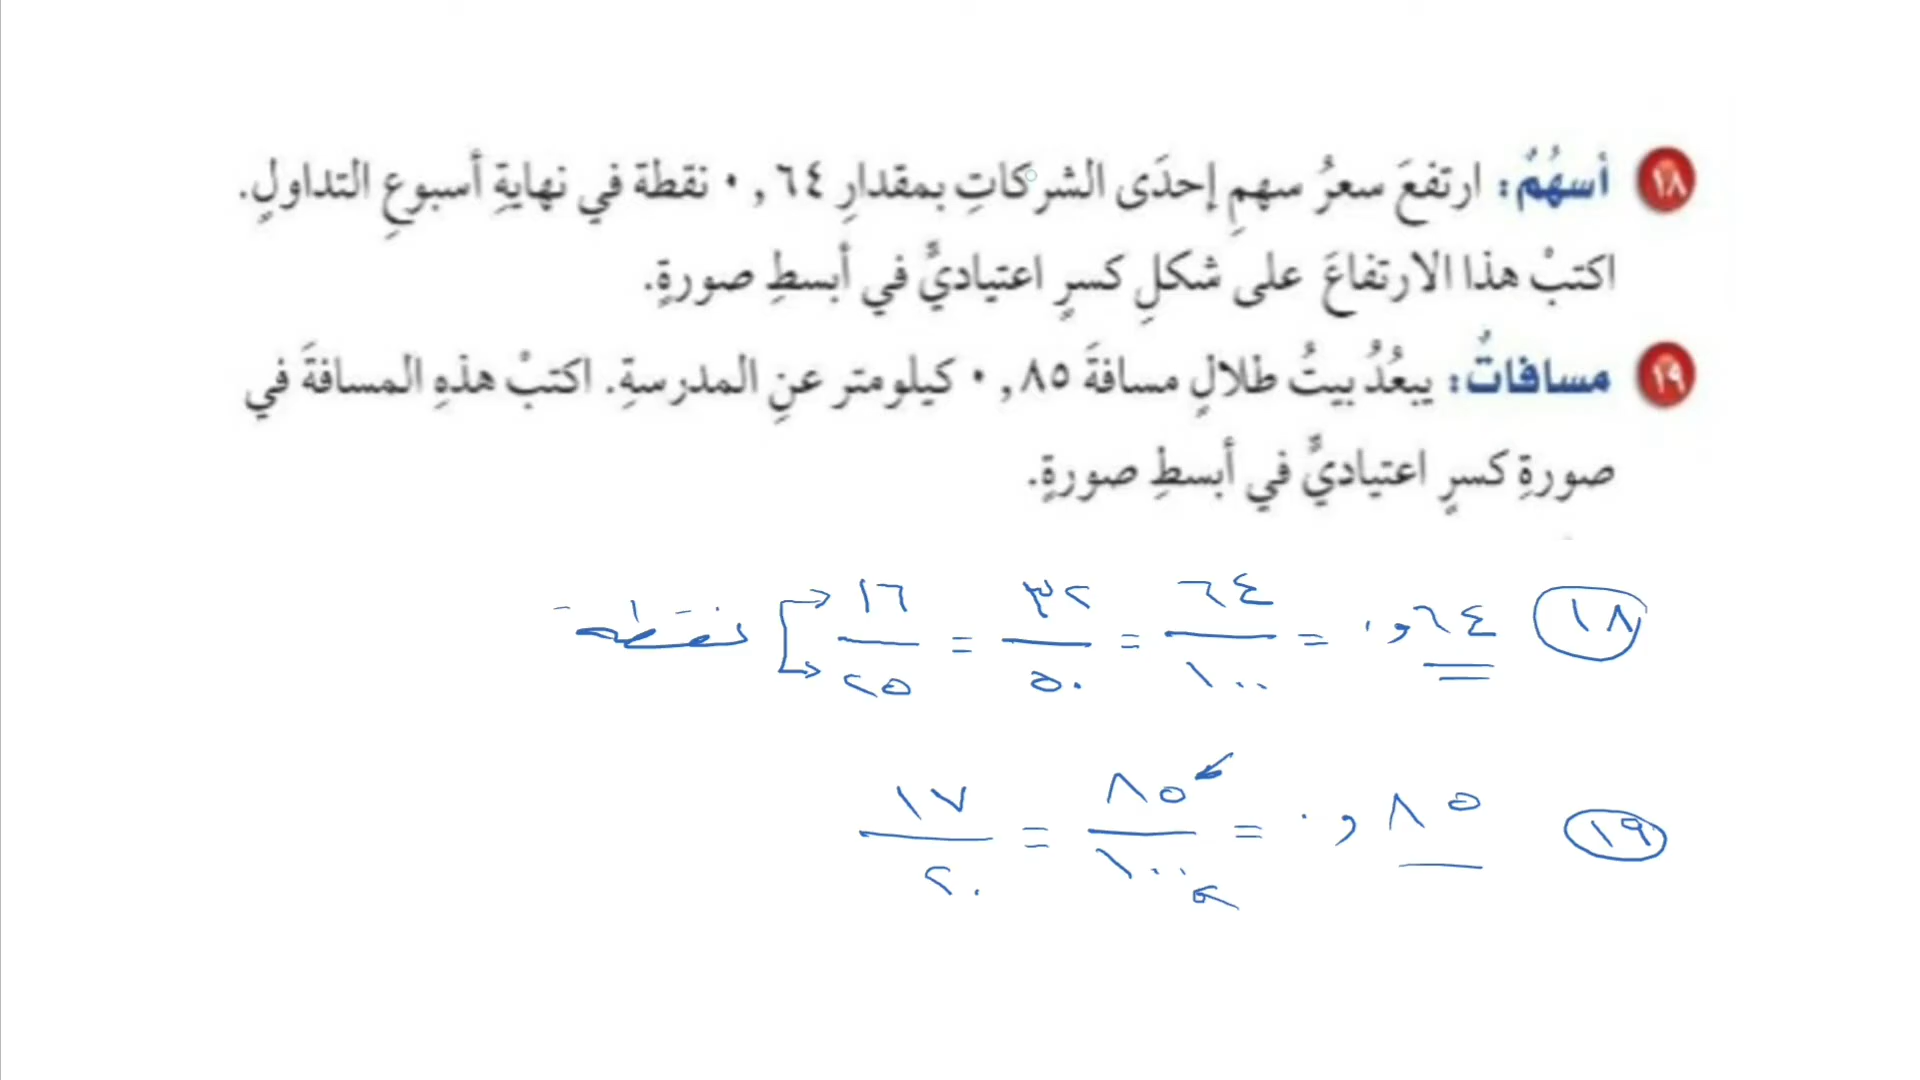 ١٨ أسهُمٌ: ارتفعَ سعرُ سهمِ إحدَى الشركاتِ بمقدارِ ٠,٦٤ نقطة في نهايةِ أسبوعِ التداولِ.
اكتبْ هذا الارتفاعَ على شكلِ كسرٍ اعتياديٍّ في أبسطِ صورةٍ.
١٩ مسافاتٌ: يبعُدُ بيتُ طلالٍ مسافةَ ٠,٨٥ كيلومتر عنِ المدرسةِ. اكتبْ هذهِ المسافةَ في
صورةِ كسرٍ اعتياديٍّ في أبسطِ صورةٍ.
١٨ ٠,٦٤ = ٦٤/١٠٠ = ٣٢/٥٠ = ١٦/٢٥ نقطة
١٩ ٠,٨٥ = ٨٥/١٠٠ = ١٧/٢٠